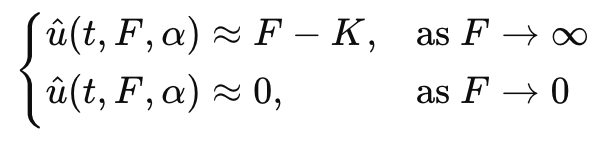 û(t, F, α) ≈ F − K, as F → ∞
û(t, F, α) ≈ 0, as F → 0